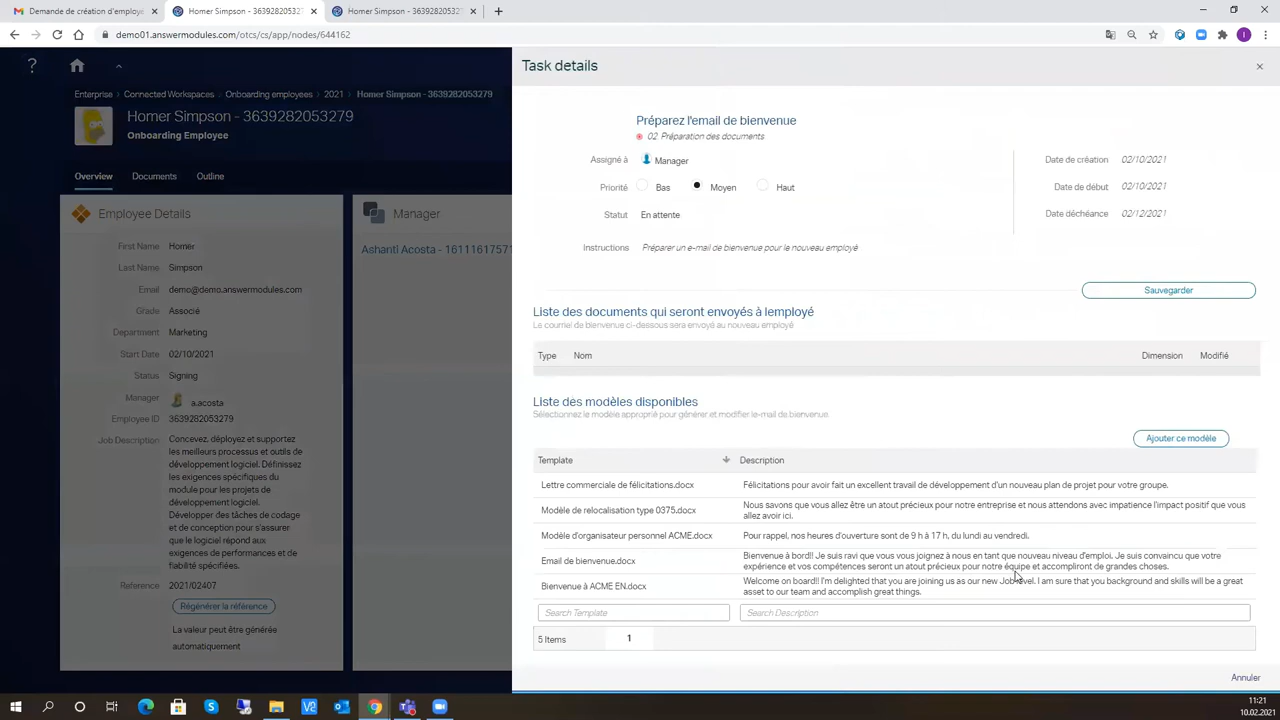 Demande de création d'employé
Homer Simpson - 363928205327
Homer Simpson - 363928205327
demo01.answermodules.com/otcs/cs/app/nodes/644162
Enterprise > Connected Workspaces > Onboarding employees > 2021 > Homer Simpson - 3639282053279
Homer Simpson - 3639282053279
Onboarding Employee
Overview Documents Outline
Employee Details
First Name Homer
Last Name Simpson
Email demo@demo.answermodules.com
Grade Associé
Department Marketing
Start Date 02/10/2021
Status Signing
Manager a.acosta
Employee ID 3639282053279
Job Description Concevez, déployez et supportez
les meilleurs processus et outils de
développement logiciel. Définissez
les exigences spécifiques du
module pour les projets de
développement logiciel.
Développer des tâches de codage
et de conception pour s'assurer
que le logiciel répond aux
exigences de performances et de
fiabilité spécifiées.
Reference 2021/02407
Régénérer la référence
La valeur peut être générée
automatiquement
Manager
Ashanti Acosta - 16111617571
Task details
Préparez l'email de bienvenue
02 Préparation des documents
Assigné à Manager
Priorité Bas Moyen Haut
Statut En attente
Instructions Préparer un e-mail de bienvenue pour le nouveau employé
Date de création 02/10/2021
Date de début 02/10/2021
Date déchéance 02/12/2021
Sauvegarder
Liste des documents qui seront envoyés à lemployé
Le courriel de bienvenue ci-dessous sera envoyé au nouveau employé
Type Nom Dimension Modifié
Liste des modèles disponibles
Sélectionnez le modèle approprié pour générer et modifier le-mail de bienvenue.
Ajouter ce modèle
Template Description
Lettre commerciale de félicitations.docx Félicitations pour avoir fait un excellent travail de développement d'un nouveau plan de projet pour votre groupe.
Modèle de relocalisation type 0375.docx Nous savons que vous allez être un atout précieux pour notre entreprise et nous attendons avec impatience l'impact positif que vous
allez avoir ici.
Modèle d'organisateur personnel ACME.docx Pour rappel, nos heures d'ouverture sont de 9 h à 17 h, du lundi au vendredi.
Email de bienvenue.docx Bienvenue à bord!! Je suis ravi que vous vous joignez à nous en tant que nouveau niveau d'emploi. Je suis convaincu que votre
expérience et vos compétences seront un atout précieux pour notre équipe et accompliront de grandes choses.
Bienvenue à ACME EN.docx Welcome on board!! I'm delighted that you are joining us as our new Job level. I am sure that you background and skills will be a great
asset to our team and accomplish great things.
Search Template Search Description
5 Items 1
Annuler
11:21
10.02.2021